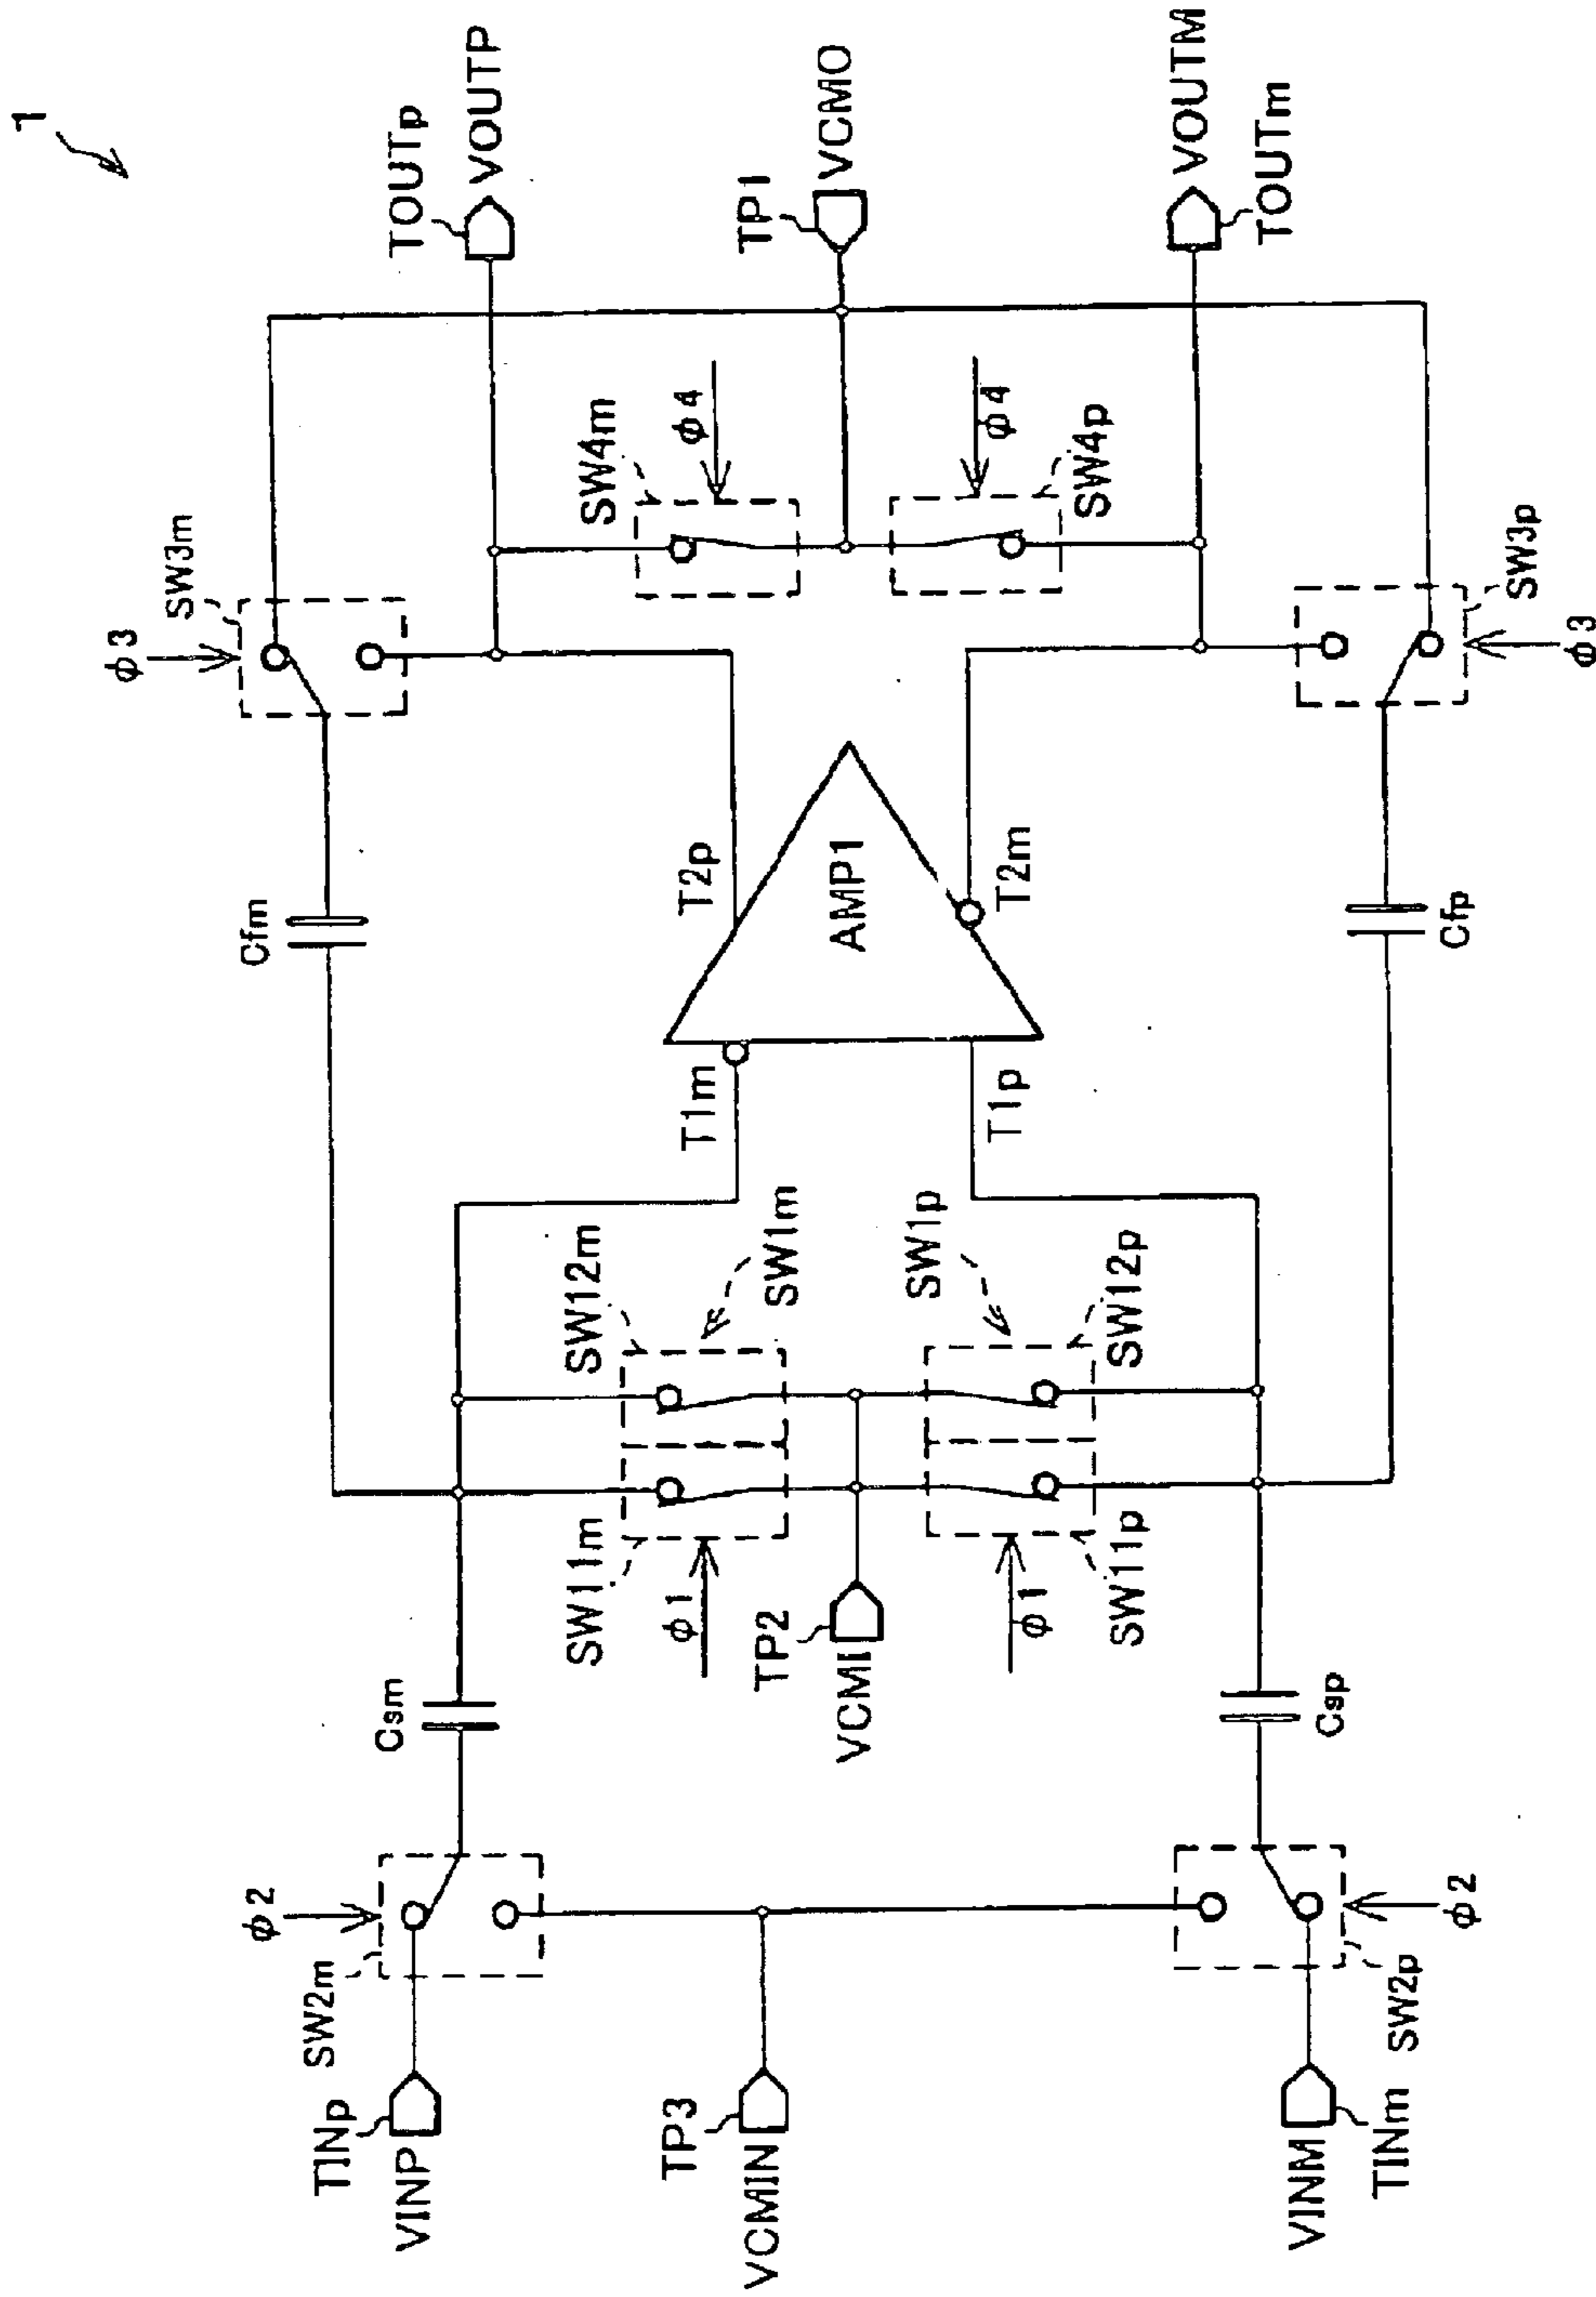 1
TOUTp
VOUTP
TP1
VCMO
VOUTM
TOUTm
SW4m
φ4
φ4
SW4p
φ3
SW3m
SW3p
φ3
Cfm
T2p
AMP1
T2m
Cfp
T1m
T1p
SW12m
SW1m
SW1p
SW12p
SW11m
φ1
TP2
VCMI
φ1
SW11p
Csm
Csp
φ2
SW2m
SW2p
φ2
TINp
VINP
TP3
VCMIN
VINM
TINm